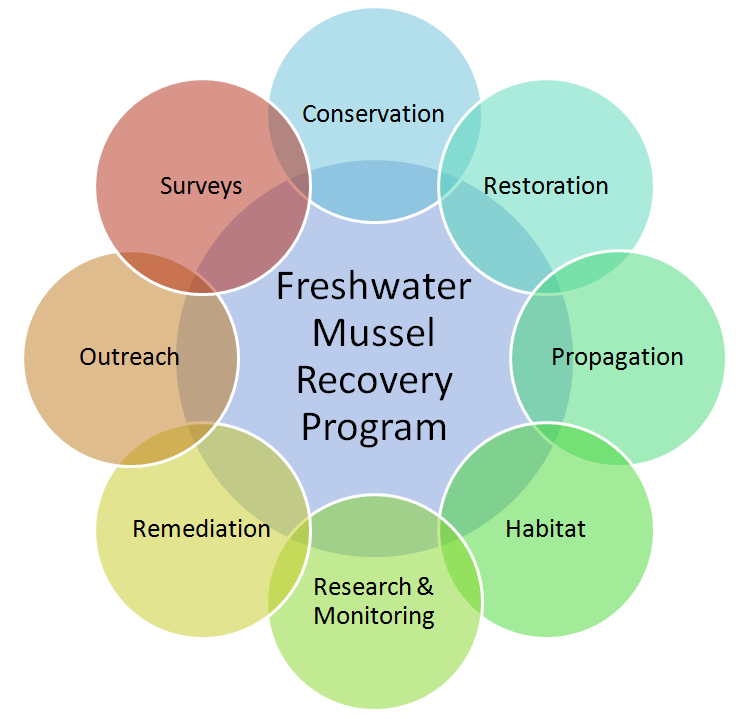 Conservation
Surveys
Restoration
Freshwater
Mussel
Recovery
Program
Outreach
Propagation
Remediation
Habitat
Research &
Monitoring